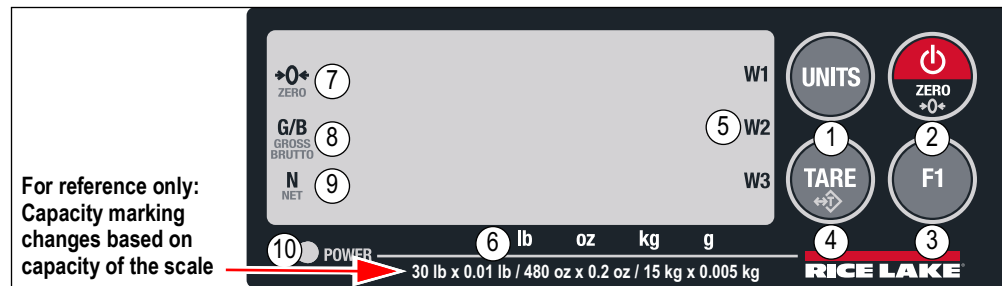 For reference only:
Capacity marking
changes based on
capacity of the scale
→0←
ZERO
7
G/B
GROSS
BRUTTO
8
N
NET
9
W1
5 W2
W3
6 lb oz kg g
10 POWER
30 lb x 0.01 lb / 480 oz x 0.2 oz / 15 kg x 0.005 kg
UNITS
1
ZERO
→0←
2
TARE
↔T
4
F1
3
RICE LAKE